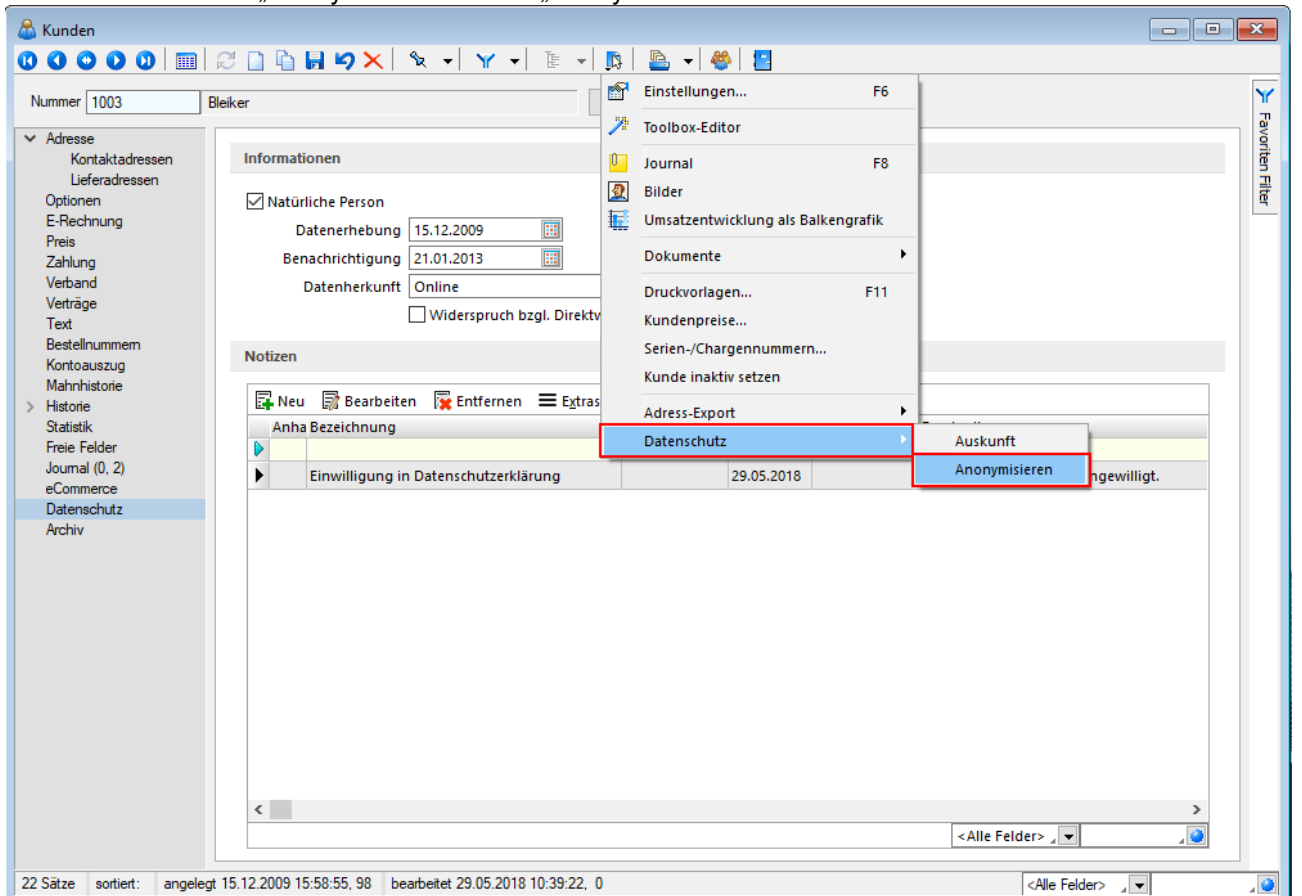 Kunden
Nummer 1003 Bleiker
Adresse
Kontaktadressen
Lieferadressen
Optionen
E-Rechnung
Preis
Zahlung
Verband
Verträge
Text
Bestellnummern
Kontoauszug
Mahnhistorie
Historie
Statistik
Freie Felder
Journal (0, 2)
eCommerce
Datenschutz
Archiv
Informationen
Natürliche Person
Datenerhebung 15.12.2009
Benachrichtigung 21.01.2013
Datenherkunft Online
Widerspruch bzgl. Direktw
Notizen
Neu Bearbeiten Entfernen Extras
Anha Bezeichnung
Einwilligung in Datenschutzerklärung 29.05.2018 ngewilligt.
Einstellungen... F6
Toolbox-Editor
Journal F8
Bilder
Umsatzentwicklung als Balkengrafik
Dokumente
Druckvorlagen... F11
Kundenpreise...
Serien-/Chargennummern...
Kunde inaktiv setzen
Adress-Export
Datenschutz
Auskunft
Anonymisieren
Favoriten Filter
<Alle Felder>
22 Sätze sortiert: angelegt 15.12.2009 15:58:55, 98 bearbeitet 29.05.2018 10:39:22, 0 <Alle Felder>